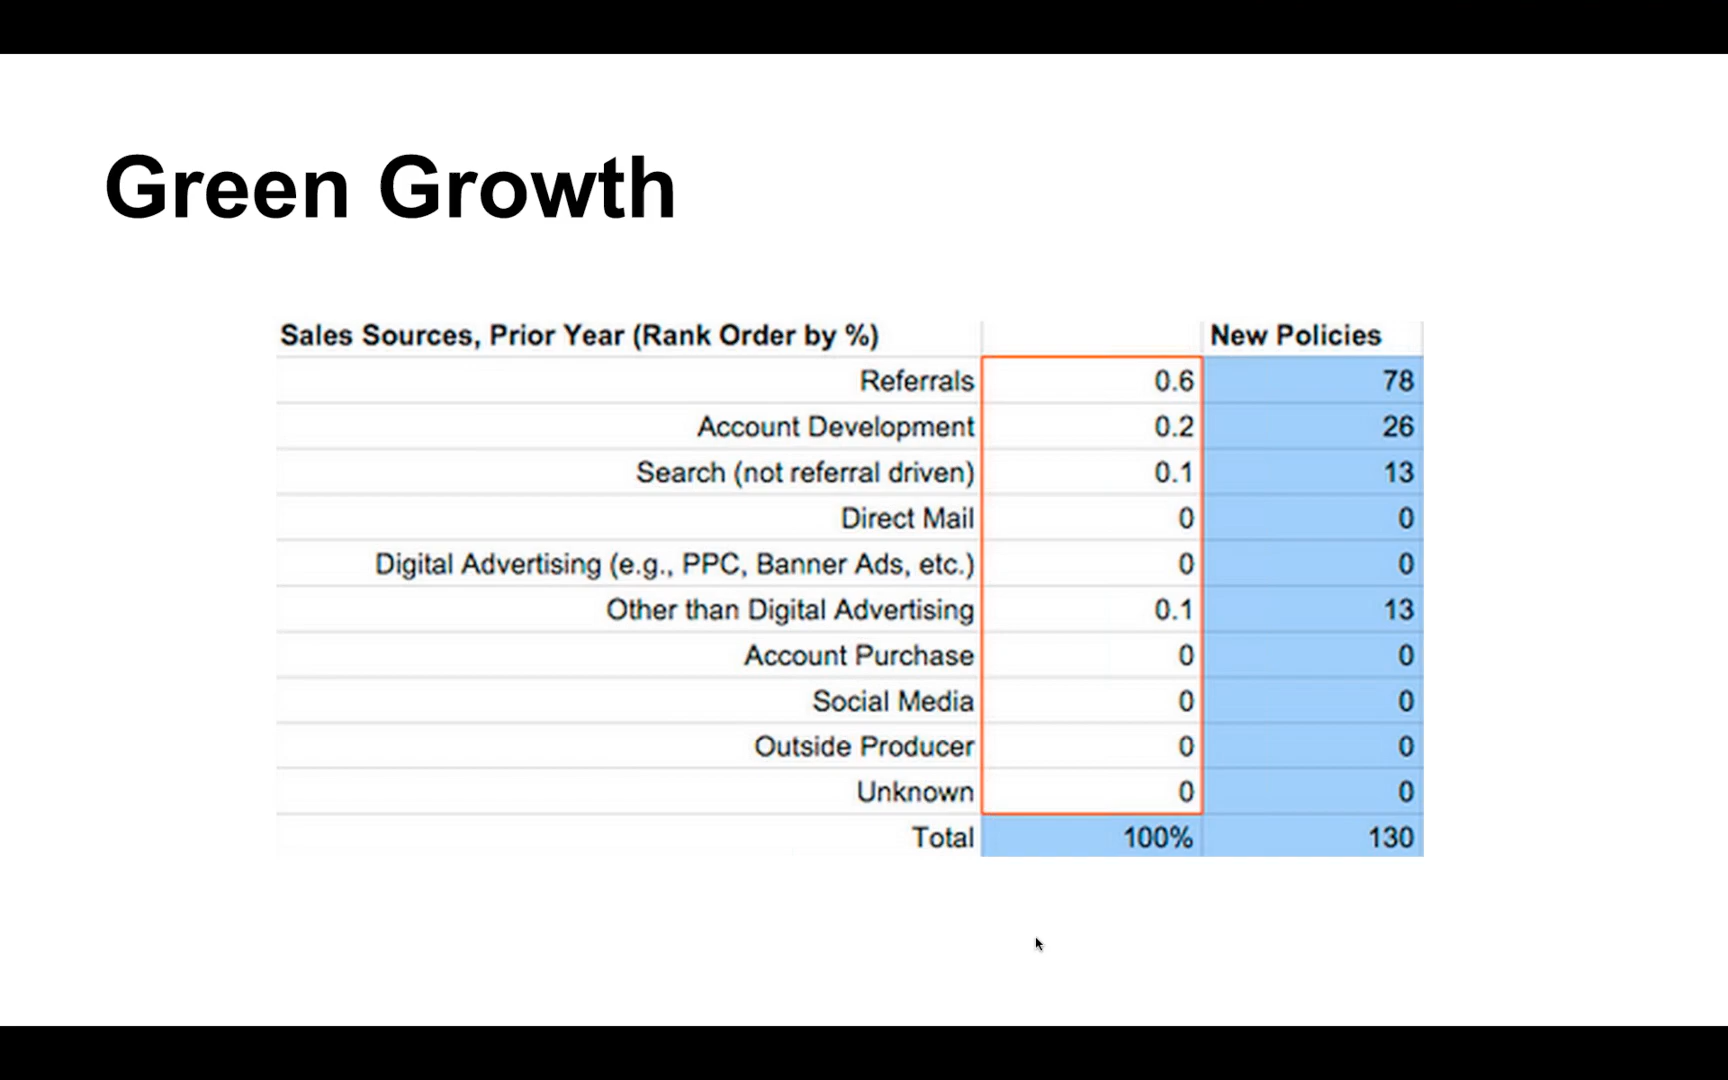 Green Growth
Sales Sources, Prior Year (Rank Order by %) New Policies
Referrals 0.6 78
Account Development 0.2 26
Search (not referral driven) 0.1 13
Direct Mail 0 0
Digital Advertising (e.g., PPC, Banner Ads, etc.) 0 0
Other than Digital Advertising 0.1 13
Account Purchase 0 0
Social Media 0 0
Outside Producer 0 0
Unknown 0 0
Total 100% 130